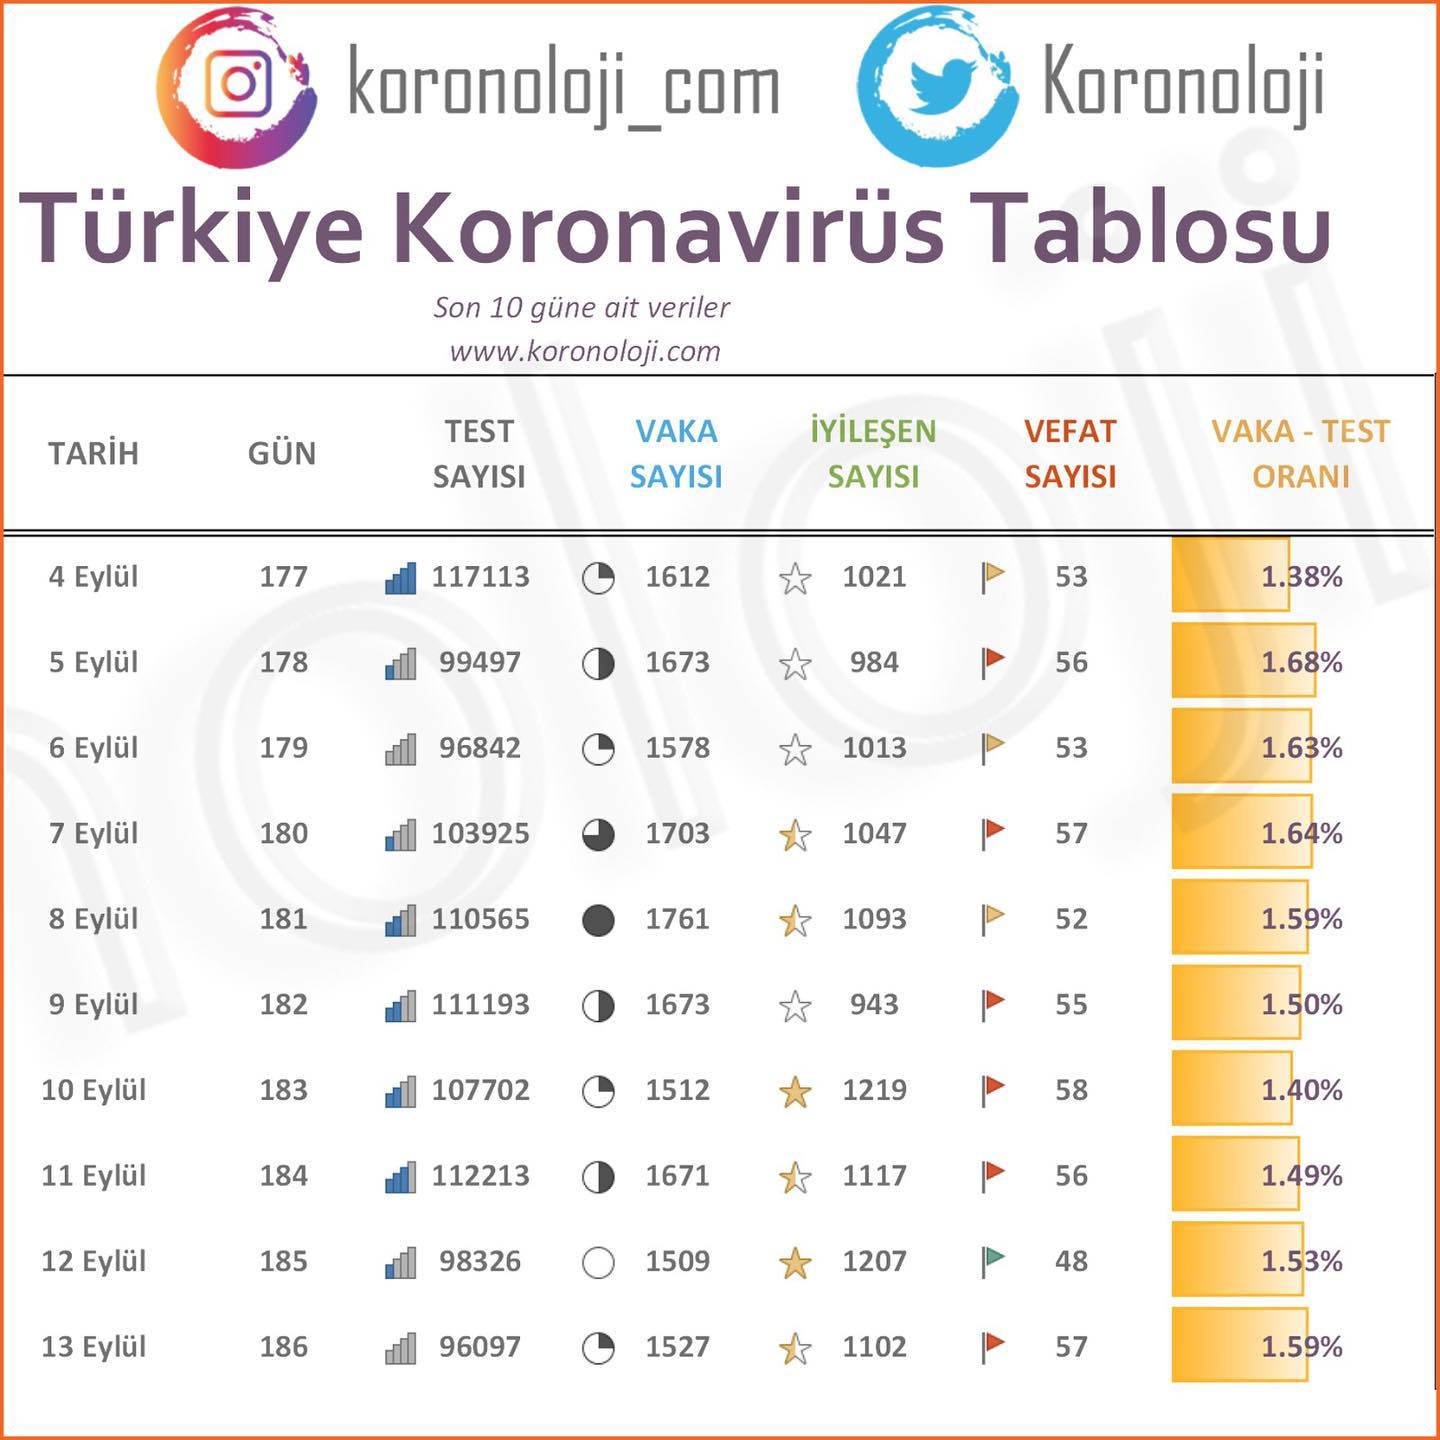 koronoloji_com Koronoloji
Türkiye Koronavirüs Tablosu
Son 10 güne ait veriler
www.koronoloji.com
TARİH GÜN TEST SAYISI VAKA SAYISI İYİLEŞEN SAYISI VEFAT SAYISI VAKA - TEST ORANI
4 Eylül 177 117113 1612 1021 53 1.38%
5 Eylül 178 99497 1673 984 56 1.68%
6 Eylül 179 96842 1578 1013 53 1.63%
7 Eylül 180 103925 1703 1047 57 1.64%
8 Eylül 181 110565 1761 1093 52 1.59%
9 Eylül 182 111193 1673 943 55 1.50%
10 Eylül 183 107702 1512 1219 58 1.40%
11 Eylül 184 112213 1671 1117 56 1.49%
12 Eylül 185 98326 1509 1207 48 1.53%
13 Eylül 186 96097 1527 1102 57 1.59%